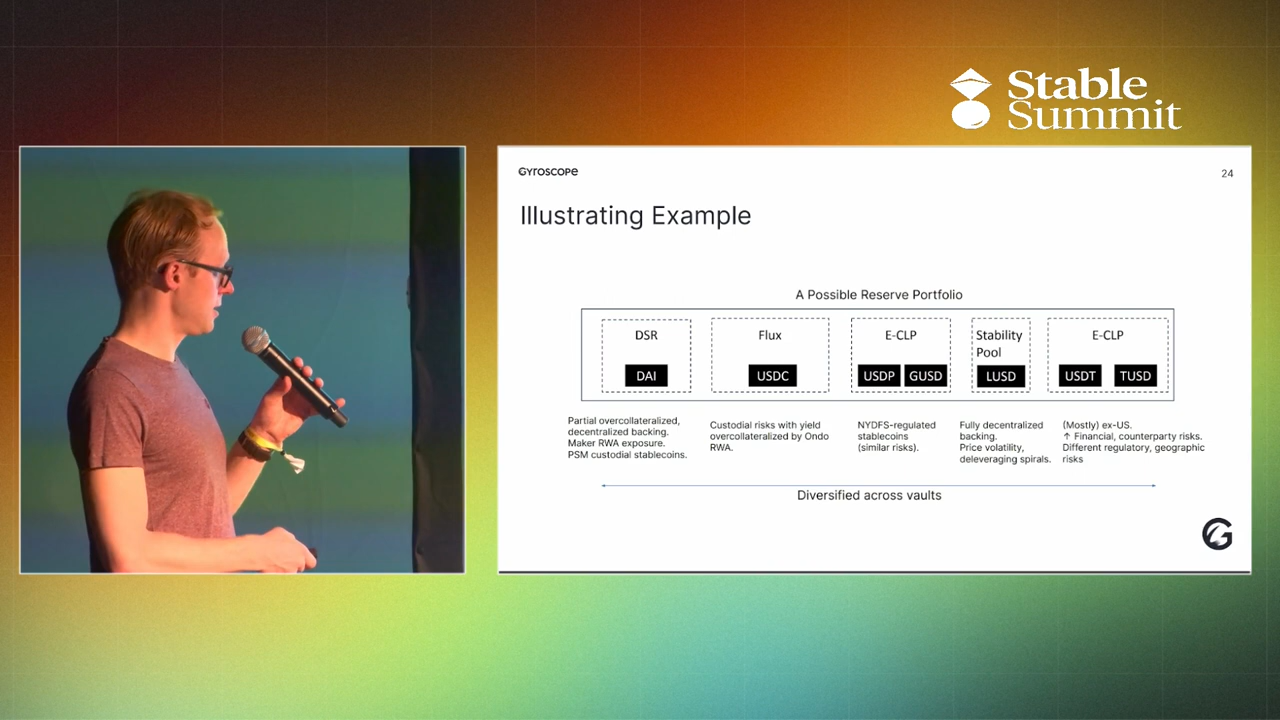 Stable
Summit
GYROSCOPE
24
Illustrating Example
A Possible Reserve Portfolio
DSR
DAI
Flux
USDC
E-CLP
USDP
GUSD
Stability
Pool
LUSD
E-CLP
USDT
TUSD
Partial overcollateralized,
decentralized backing.
Maker RWA exposure.
PSM custodial stablecoins.
Custodial risks with yield
overcollateralized by Ondo
RWA.
NYDFS-regulated
stablecoins
(similar risks).
Fully decentralized
backing.
Price volatility,
deleveraging spirals.
(Mostly) ex-US.
↑ Financial, counterparty risks.
Different regulatory, geographic
risks
Diversified across vaults